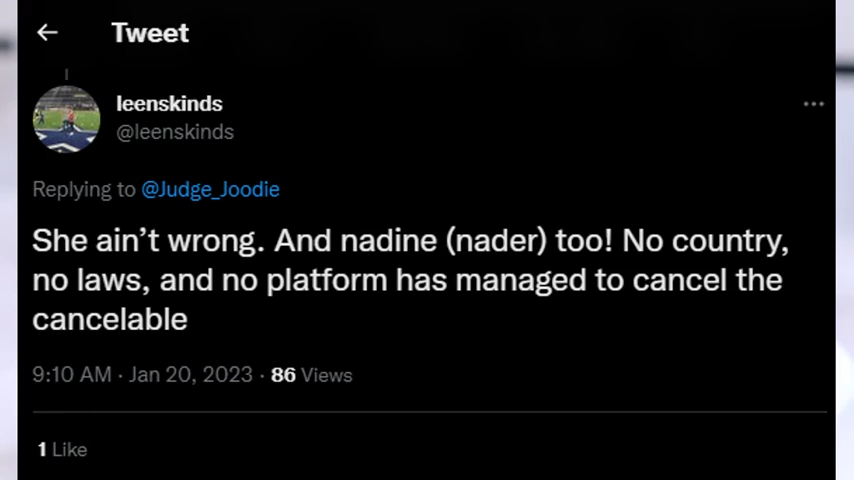 Tweet
leenskinds
@leenskinds
Replying to @Judge_Joodie
She ain’t wrong. And nadine (nader) too! No country,
no laws, and no platform has managed to cancel the
cancelable
9:10 AM · Jan 20, 2023 · 86 Views
1 Like